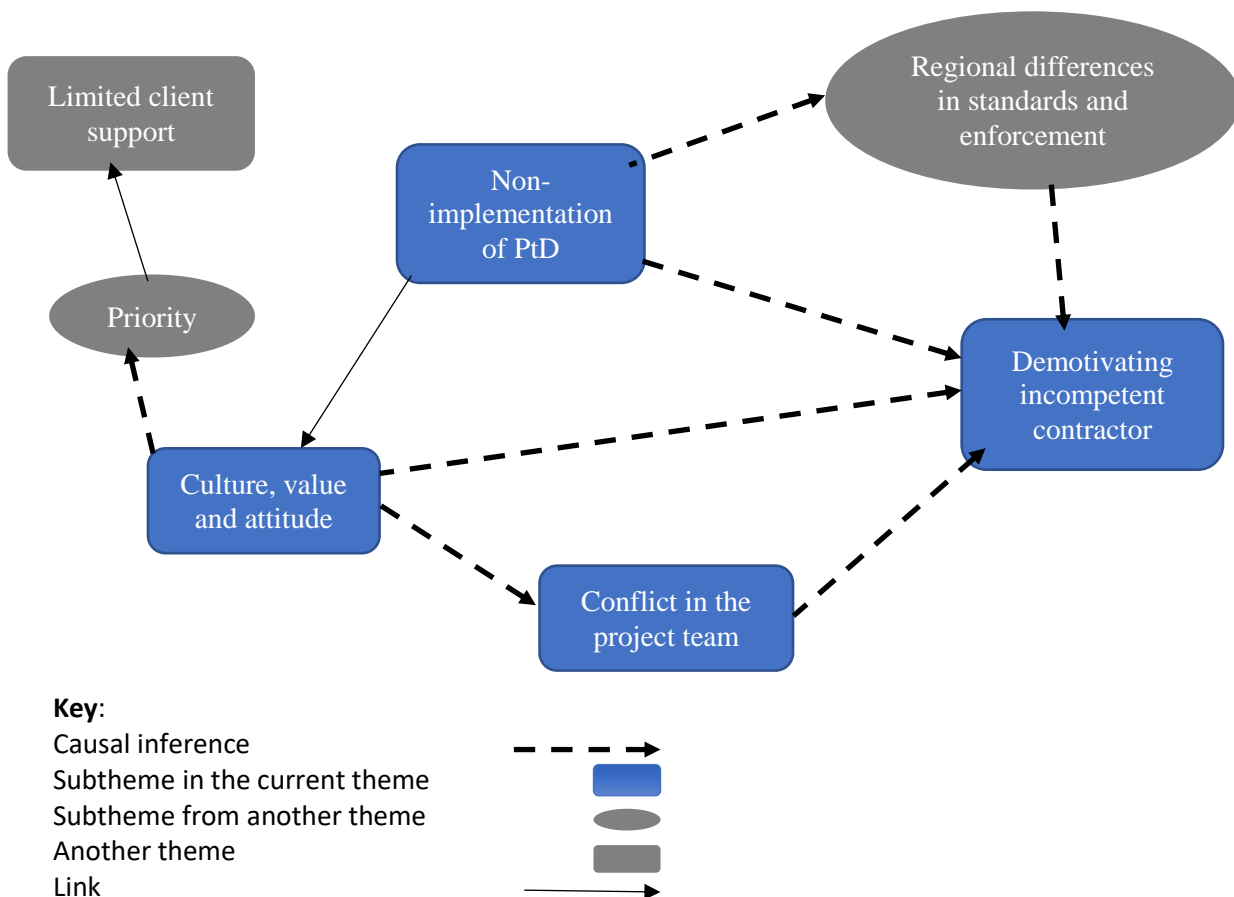 Limited client
support
Regional differences
in standards and
enforcement
Non-
implementation
of PtD
Priority
Demotivating
incompetent
contractor
Culture, value
and attitude
Conflict in the
project team
Key:
Causal inference
Subtheme in the current theme
Subtheme from another theme
Another theme
Link